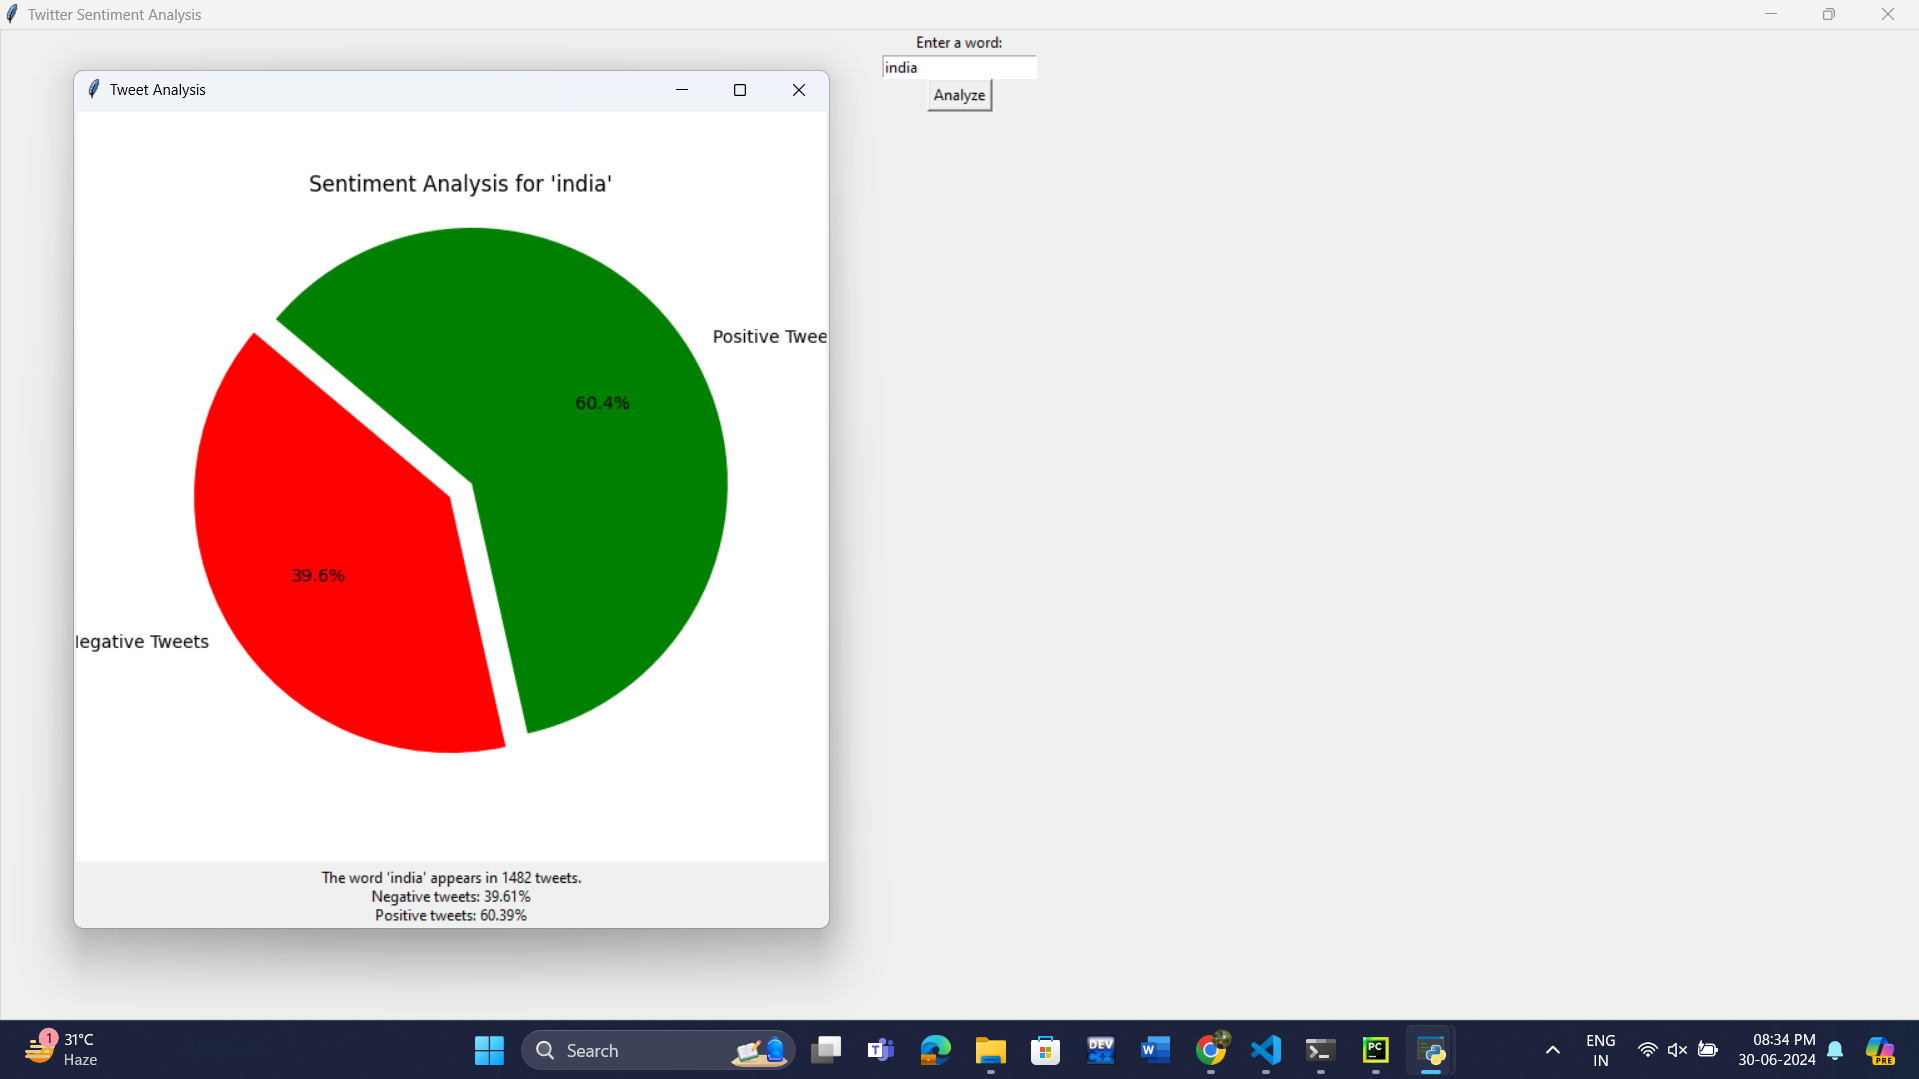 Twitter Sentiment Analysis
Enter a word:
india
Analyze
Tweet Analysis
Sentiment Analysis for 'india'
Positive Twee
60.4%
39.6%
legative Tweets
The word 'india' appears in 1482 tweets.
Negative tweets: 39.61%
Positive tweets: 60.39%
1
31°C
Haze
Search
T
DEV
C++
W
PC
ENG
IN
08:34 PM
30-06-2024
PRE